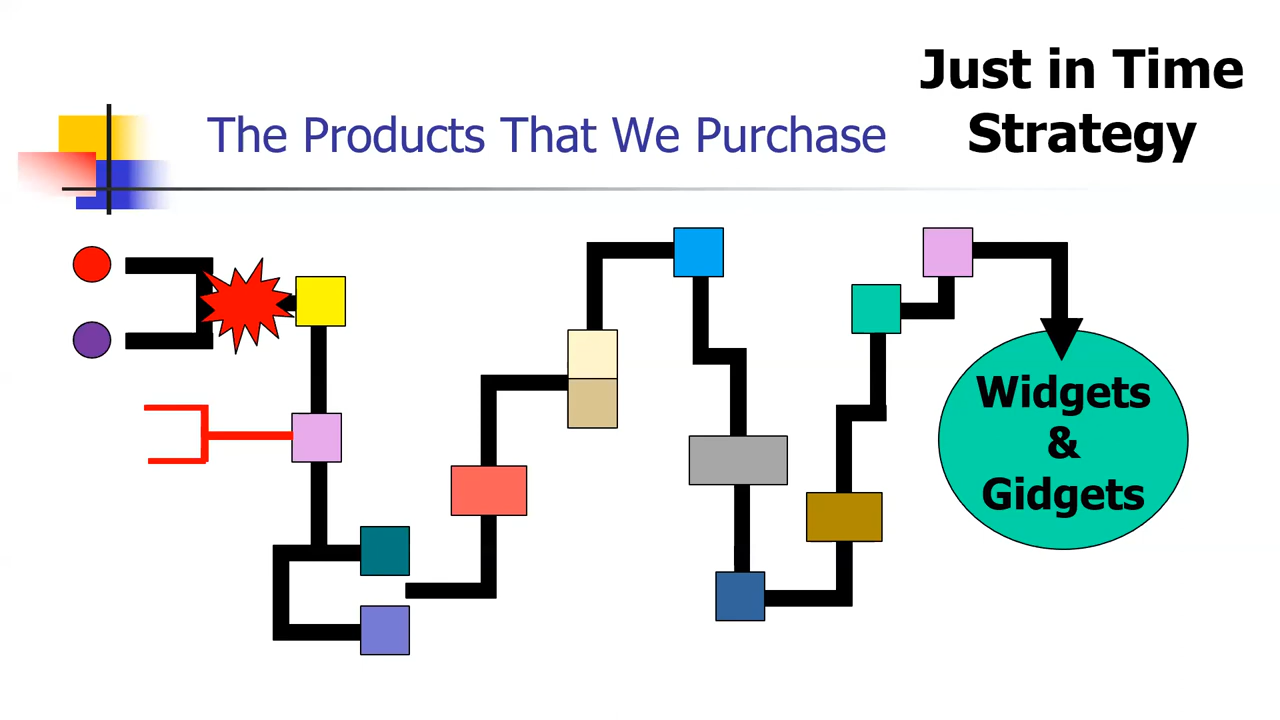 Just in Time
Strategy
The Products That We Purchase
Widgets
&
Gidgets